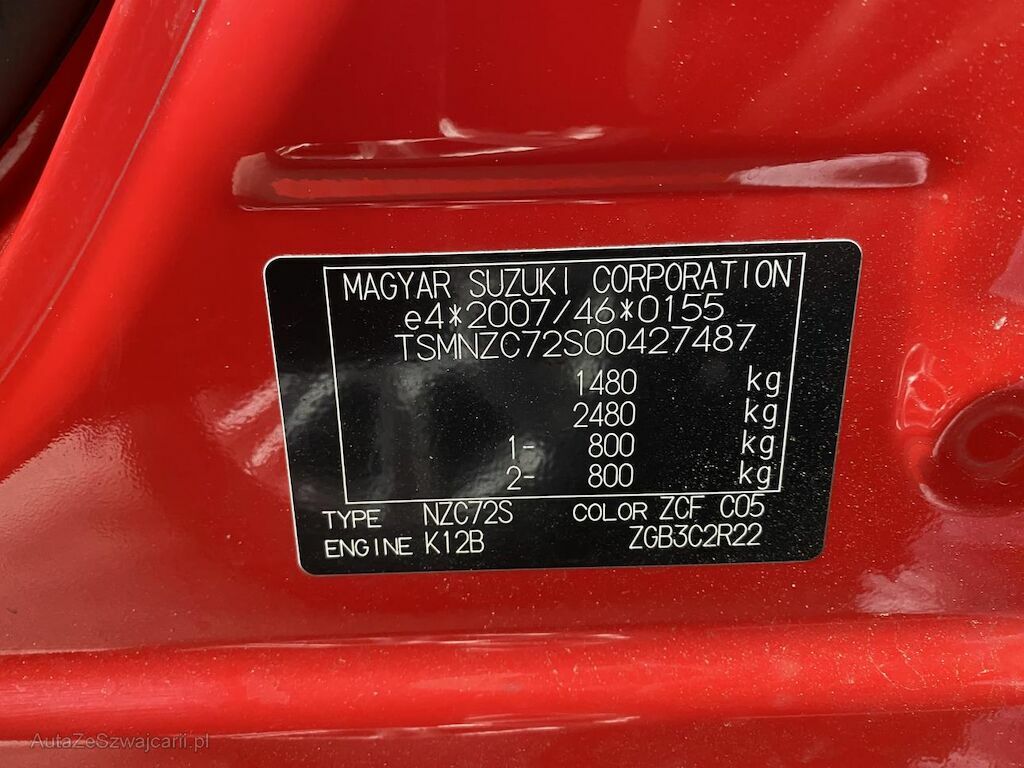 MAGYAR SUZUKI CORPORATION
e4*2007/46*0155
TSMNZC72S00427487
1480 kg
2480 kg
1- 800 kg
2- 800 kg
TYPE NZC72S COLOR ZCF C05
ENGINE K12B ZGB3C2R22
AutaZeSzwajcarii.pl